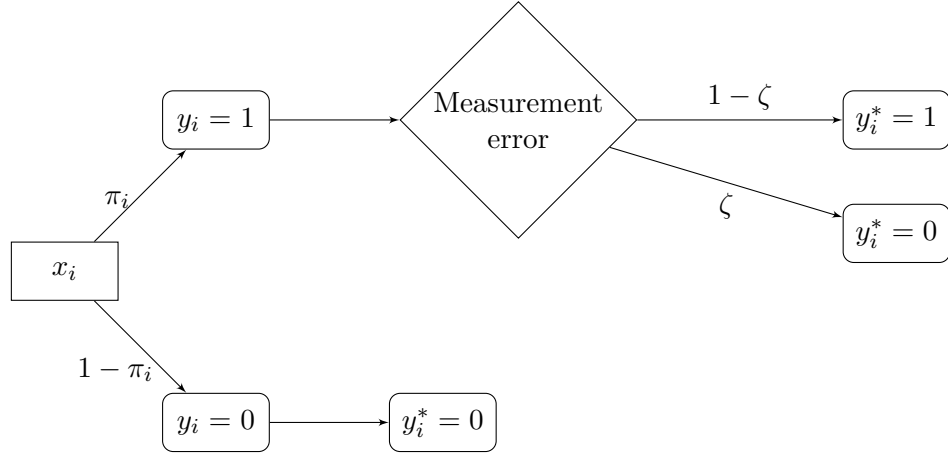 Measurement
error
1 − ζ
y_i = 1
y_i^* = 1
π_i
ζ
y_i^* = 0
x_i
1 − π_i
y_i = 0
y_i^* = 0